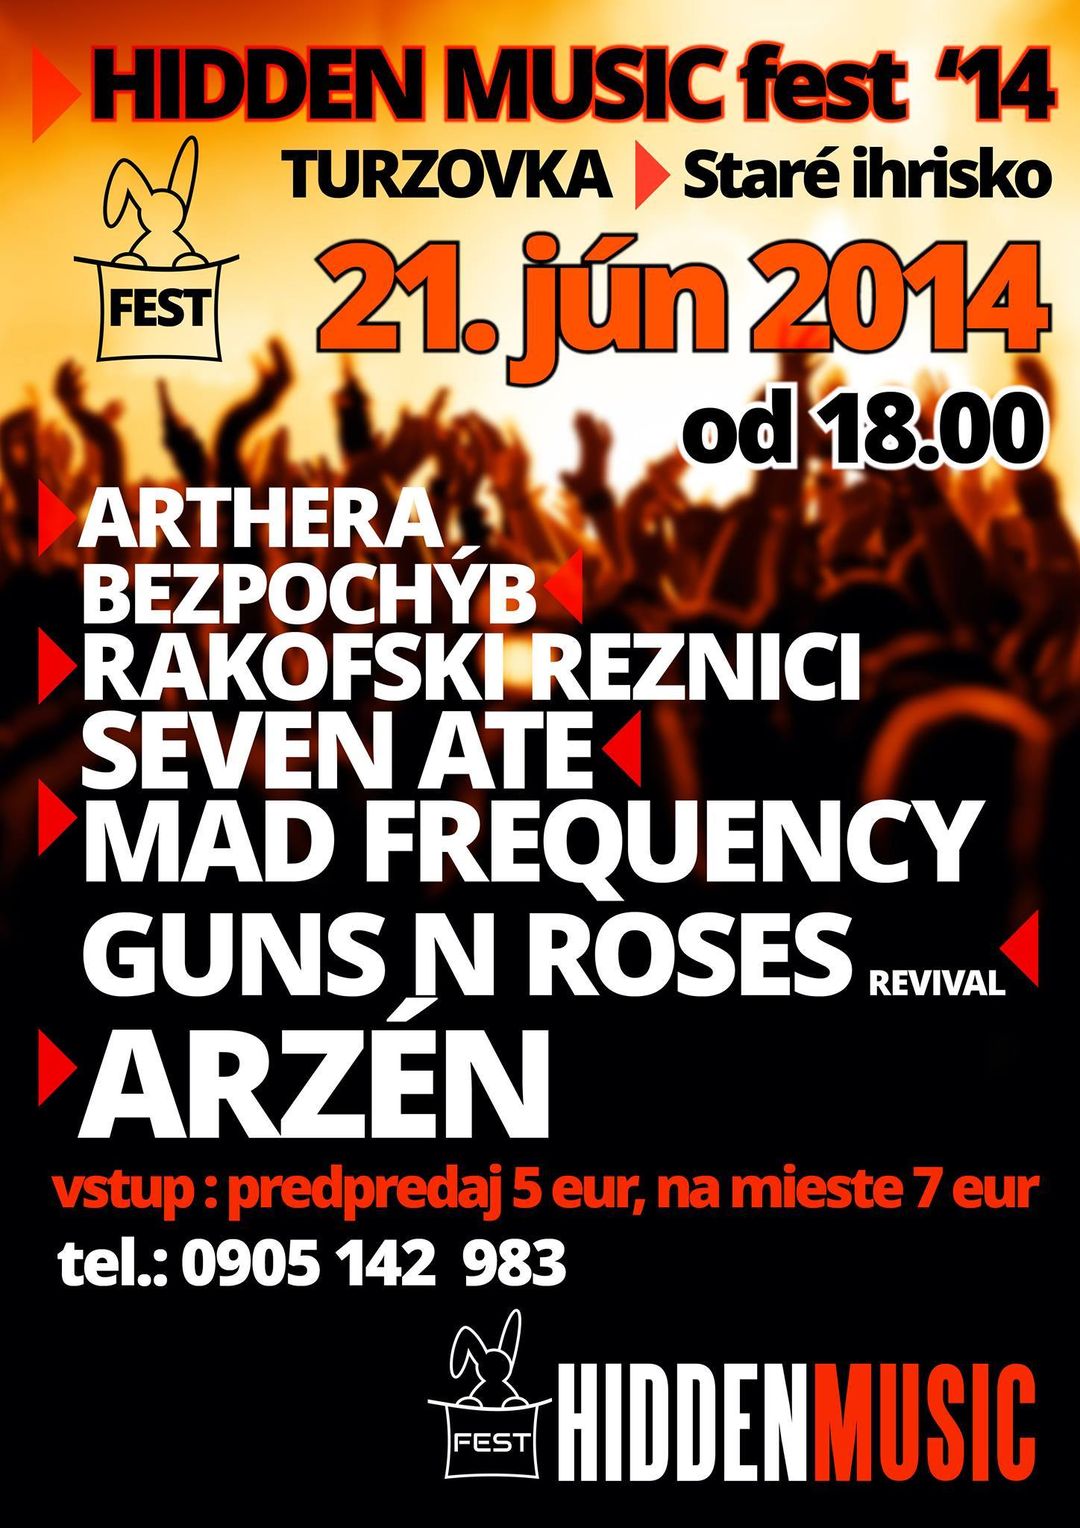 HIDDEN MUSIC fest ‘14
TURZOVKA Staré ihrisko
FEST
21. jún 2014
od 18.00
ARTHERA
BEZPOCHÝB
RAKOFSKI REZNICI
SEVEN ATE
MAD FREQUENCY
GUNS N ROSES REVIVAL
ARZÉN
vstup : predpredaj 5 eur, na mieste 7 eur
tel.: 0905 142 983
FEST HIDDENMUSIC